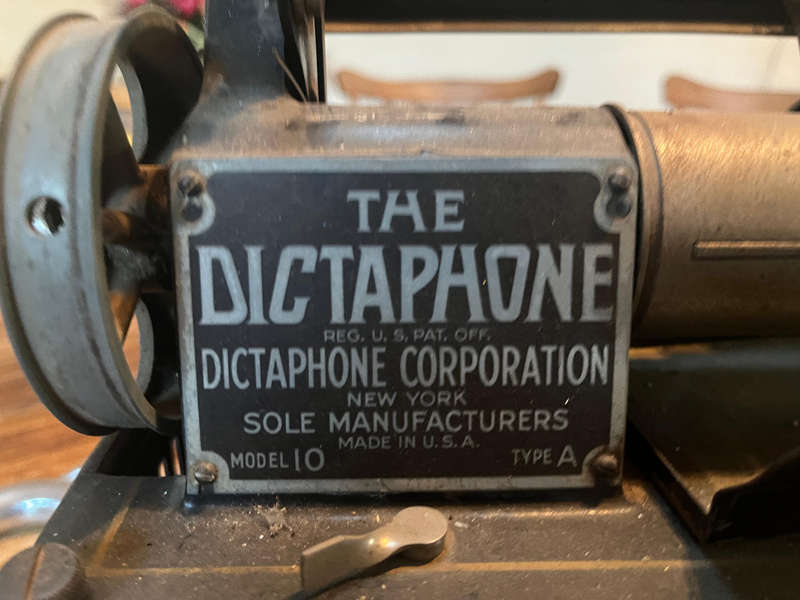 THE
DICTAPHONE
REG. U. S. PAT. OFF.
DICTAPHONE CORPORATION
NEW YORK
SOLE MANUFACTURERS
MADE IN U.S.A.
MODEL 10 TYPE A